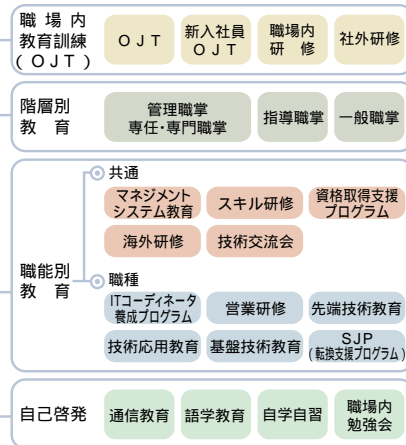 職場内
教育訓練
(OJT)
OJT
新入社員
OJT
職場内
研修
社外研修
階層別
教育
管理職掌
専任・専門職掌
指導職掌
一般職掌
職能別
教育
共通
マネジメント
システム教育
スキル研修
資格取得支援
プログラム
海外研修
技術交流会
職種
ITコーディネータ
養成プログラム
営業研修
先端技術教育
技術応用教育
基盤技術教育
SJP
(転換支援プログラム)
自己啓発
通信教育
語学教育
自学自習
職場内
勉強会